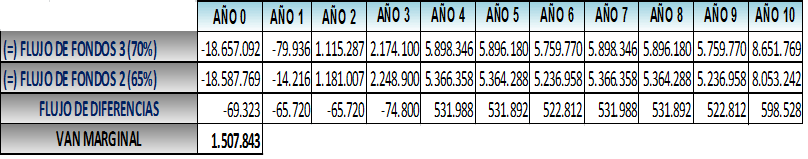 AÑO 0 AÑO 1 AÑO 2 AÑO 3 AÑO 4 AÑO 5 AÑO 6 AÑO 7 AÑO 8 AÑO 9 AÑO 10
(=) FLUJO DE FONDOS 3 (70%) -18.657.092 -79.936 1.115.287 2.174.100 5.898.346 5.896.180 5.759.770 5.898.346 5.896.180 5.759.770 8.651.769
(=) FLUJO DE FONDOS 2 (65%) -18.587.769 -14.216 1.181.007 2.248.900 5.366.358 5.364.288 5.236.958 5.366.358 5.364.288 5.236.958 8.053.242
FLUJO DE DIFERENCIAS -69.323 -65.720 -65.720 -74.800 531.988 531.892 522.812 531.988 531.892 522.812 598.528
VAN MARGINAL 1.507.843